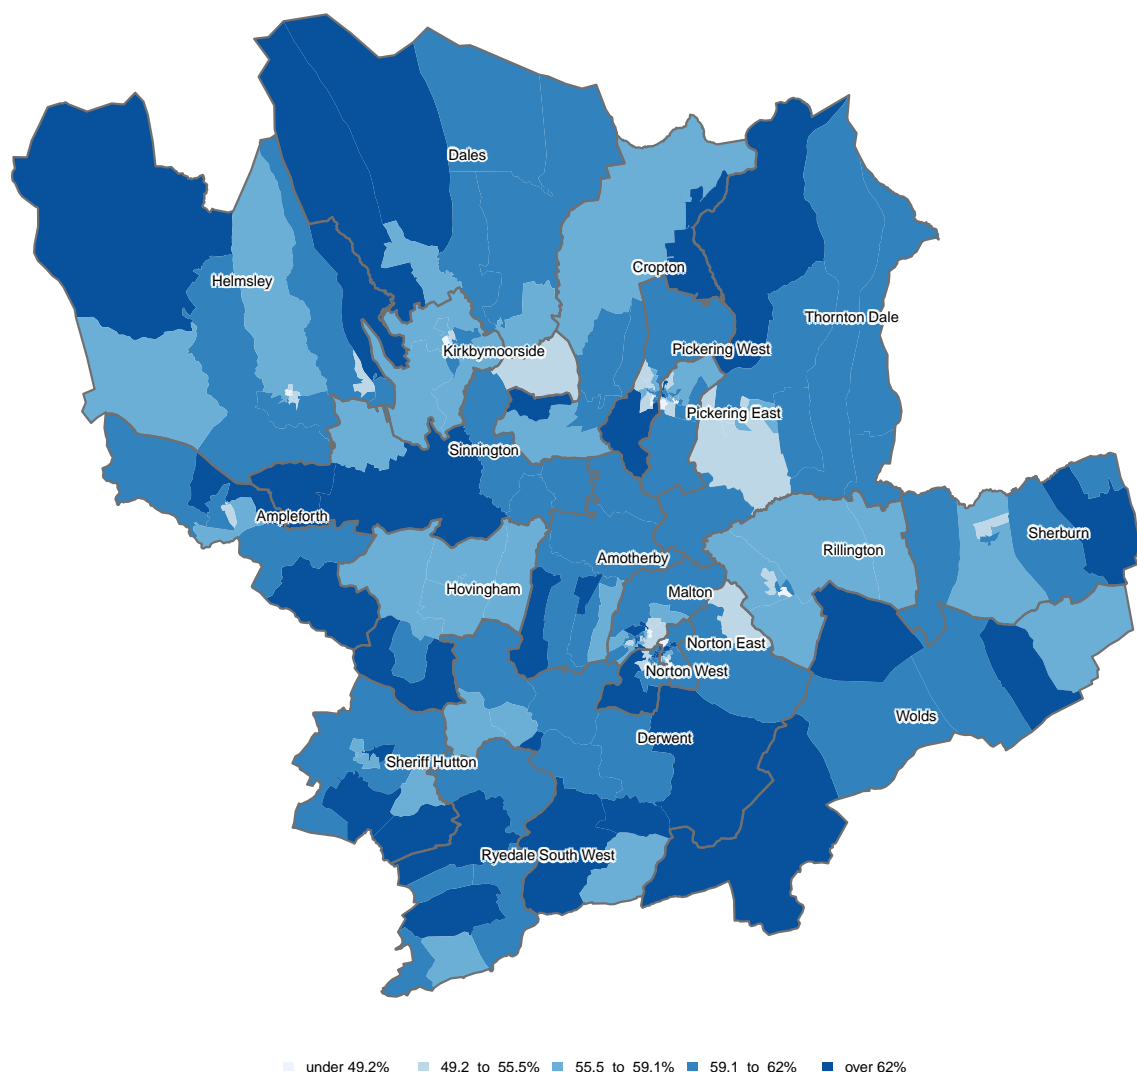 Dales
Cropton
Helmsley
Thornton Dale
Kirkbymoorside
Pickering West
Pickering East
Sinnington
Ampleforth
Sherburn
Rillington
Amotherby
Hovingham
Malton
Norton East
Norton West
Wolds
Derwent
Sheriff Hutton
Ryedale South West
under 49.2% 49.2 to 55.5% 55.5 to 59.1% 59.1 to 62% over 62%